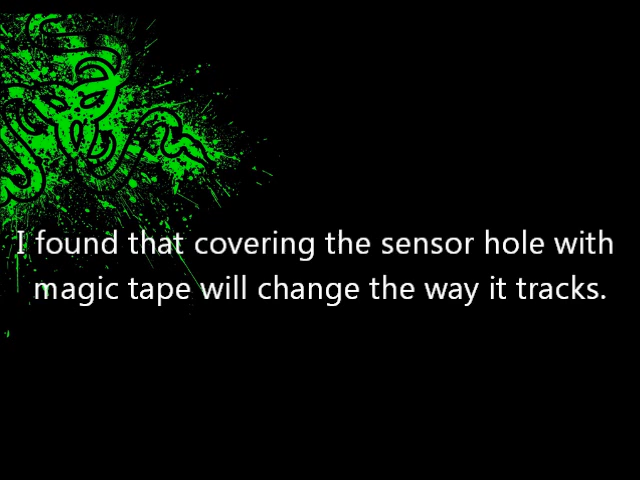 I found that covering the sensor hole with
magic tape will change the way it tracks.